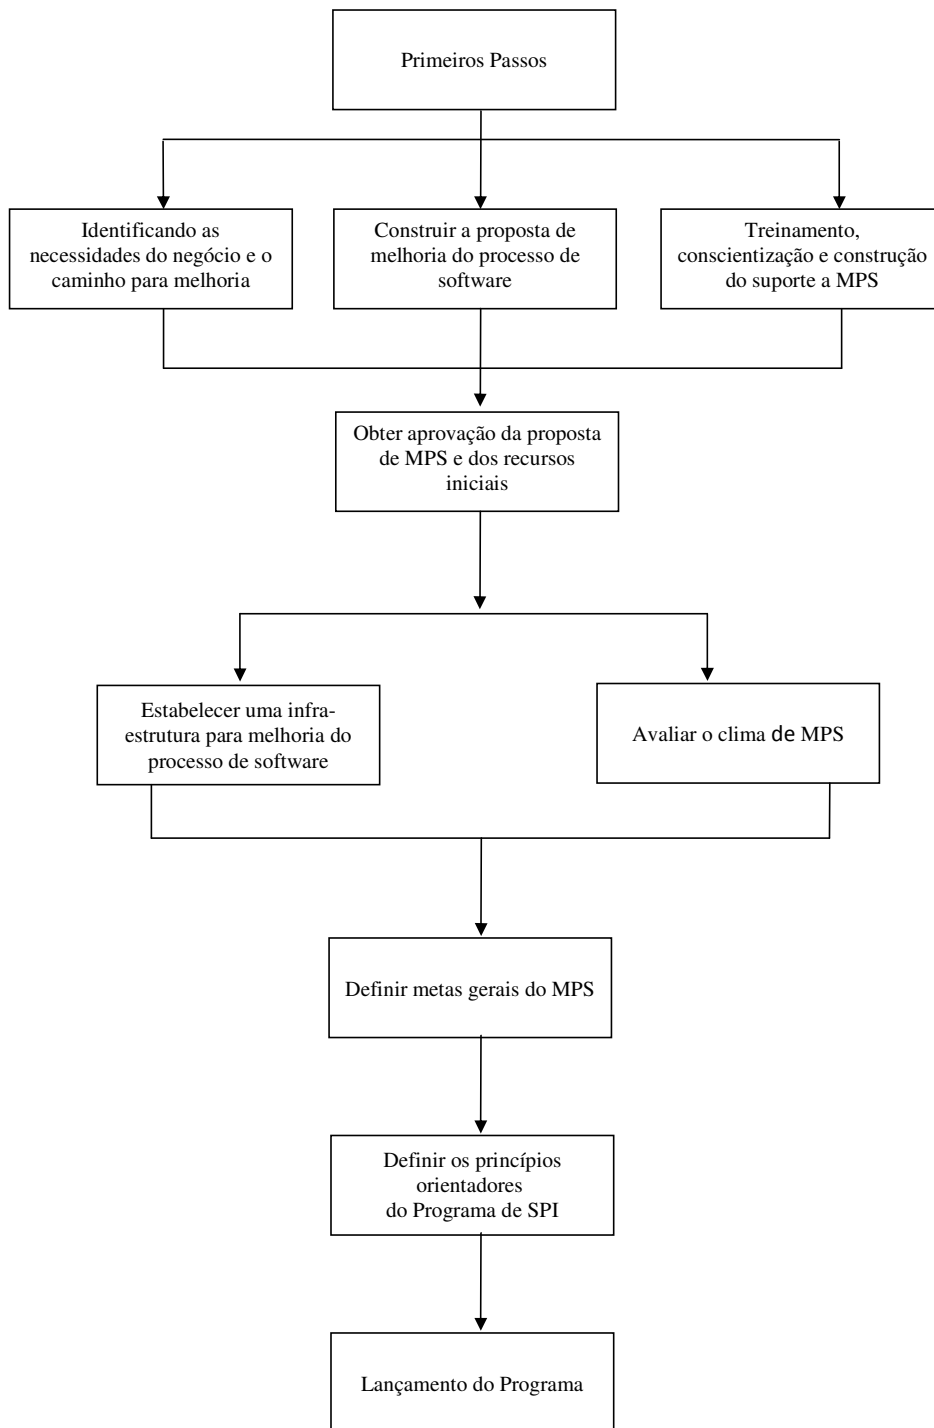 Primeiros Passos
Identificando as
necessidades do negócio e o
caminho para melhoria
Construir a proposta de
melhoria do processo de
software
Treinamento,
conscientização e construção
do suporte a MPS
Obter aprovação da proposta
de MPS e dos recursos
iniciais
Estabelecer uma infra-
estrutura para melhoria do
processo de software
Avaliar o clima de MPS
Definir metas gerais do MPS
Definir os princípios
orientadores
do Programa de SPI
Lançamento do Programa